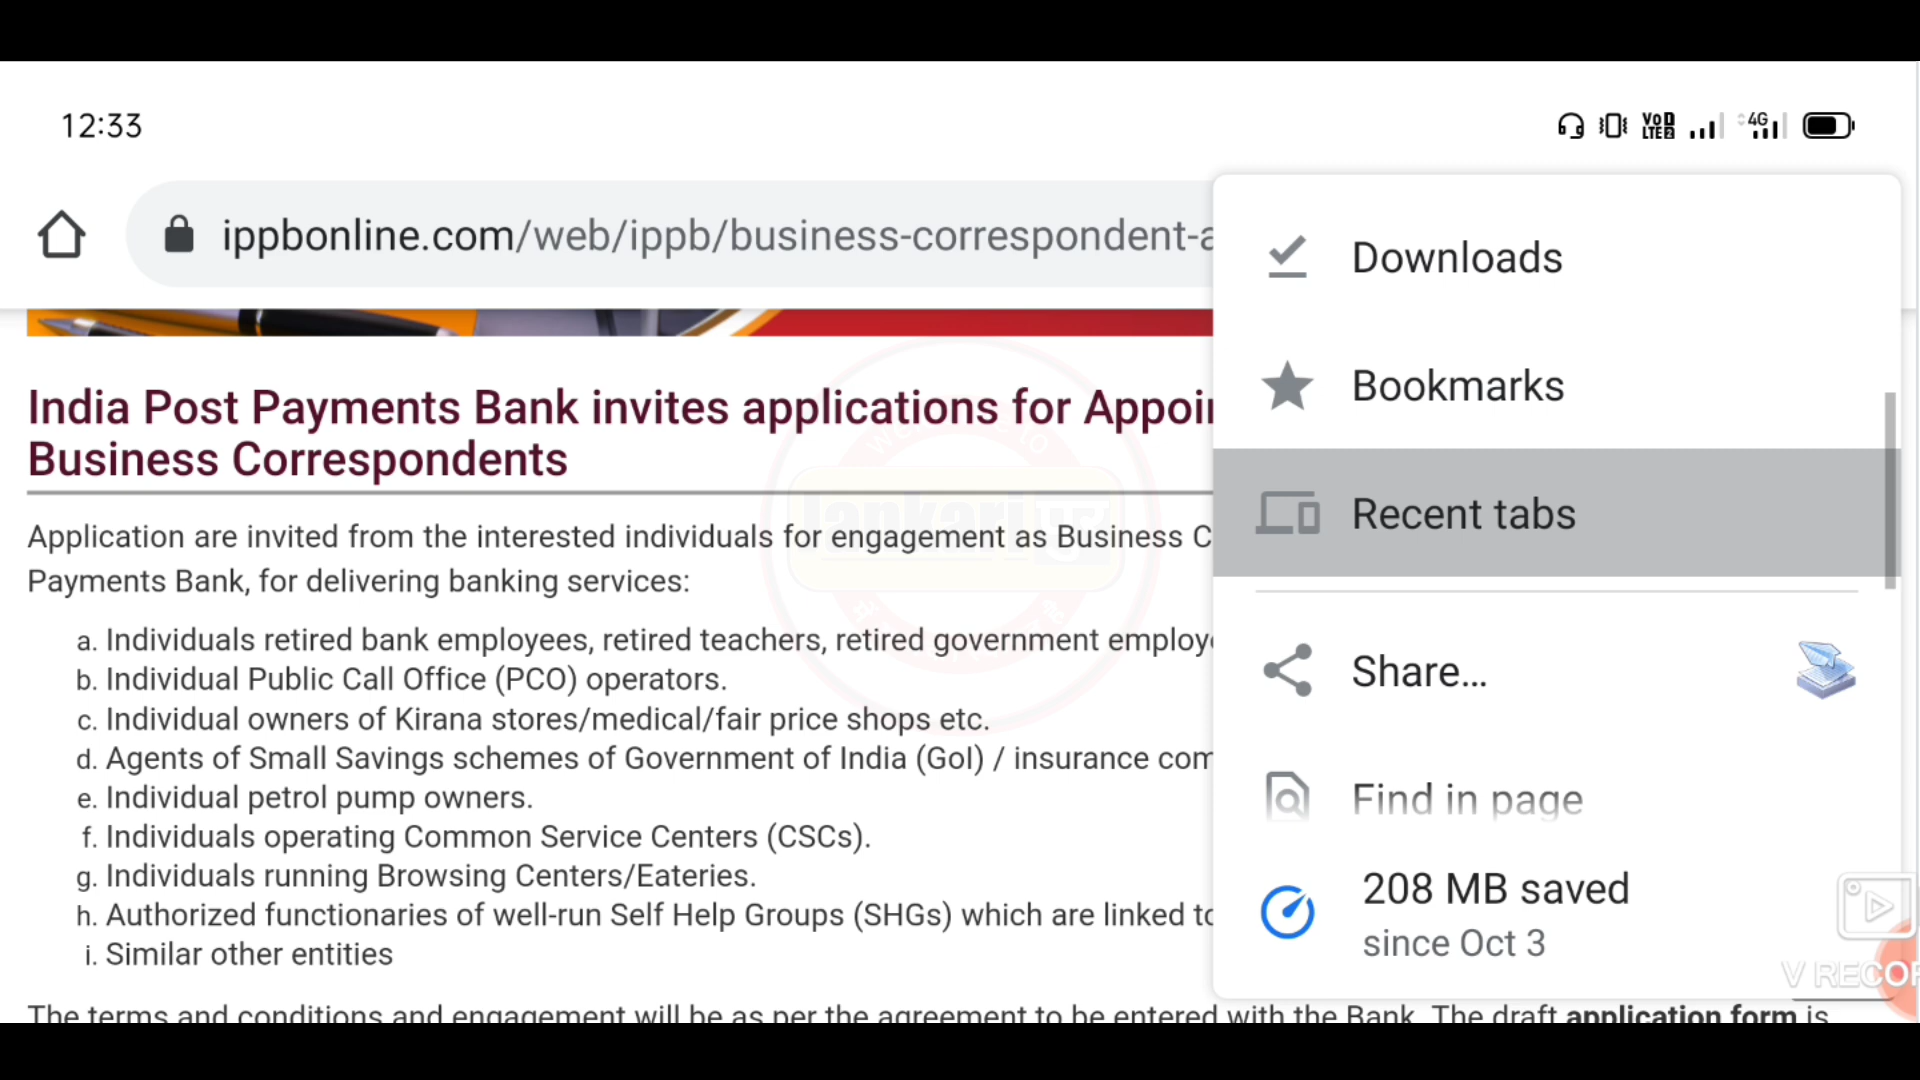 12:33
VoD LTE2
4G
ippbonline.com/web/ippb/business-correspondent-a
India Post Payments Bank invites applications for Appoin
Business Correspondents
Application are invited from the interested individuals for engagement as Business C
Payments Bank, for delivering banking services:
a. Individuals retired bank employees, retired teachers, retired government employe
b. Individual Public Call Office (PCO) operators.
c. Individual owners of Kirana stores/medical/fair price shops etc.
d. Agents of Small Savings schemes of Government of India (GoI) / insurance com
e. Individual petrol pump owners.
f. Individuals operating Common Service Centers (CSCs).
g. Individuals running Browsing Centers/Eateries.
h. Authorized functionaries of well-run Self Help Groups (SHGs) which are linked to
i. Similar other entities
The terms and conditions and engagement will be as per the agreement to be entered with the Bank. The draft application form is
Downloads
Bookmarks
Recent tabs
Share...
Find in page
208 MB saved
since Oct 3
V RECOR